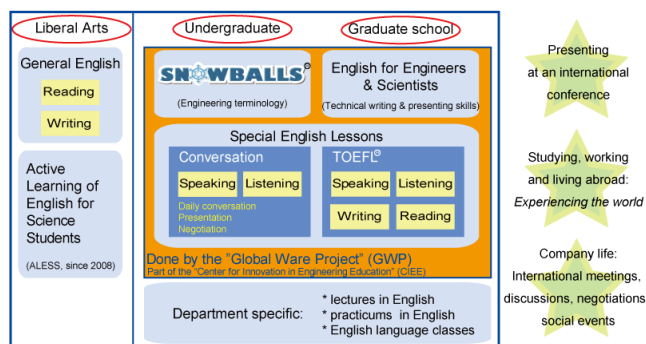 Liberal Arts
Undergraduate
Graduate school
General English
Reading
Writing
Active
Learning of
English for
Science
Students
(ALESS, since 2008)
SNOWBALLS®
(Engineering terminology)
English for Engineers
& Scientists
(Technical writing & presenting skills)
Special English Lessons
Conversation
Speaking
Listening
Daily conversation
Presentation
Negotiation
TOEFL®
Speaking
Listening
Writing
Reading
Done by the "Global Ware Project" (GWP)
Part of the "Center for Innovation in Engineering Education" (CIEE)
Department specific:
* lectures in English
* practicums in English
* English language classes
Presenting
at an international
conference
Studying, working
and living abroad:
Experiencing the world
Company life:
International meetings,
discussions, negotiations
social events